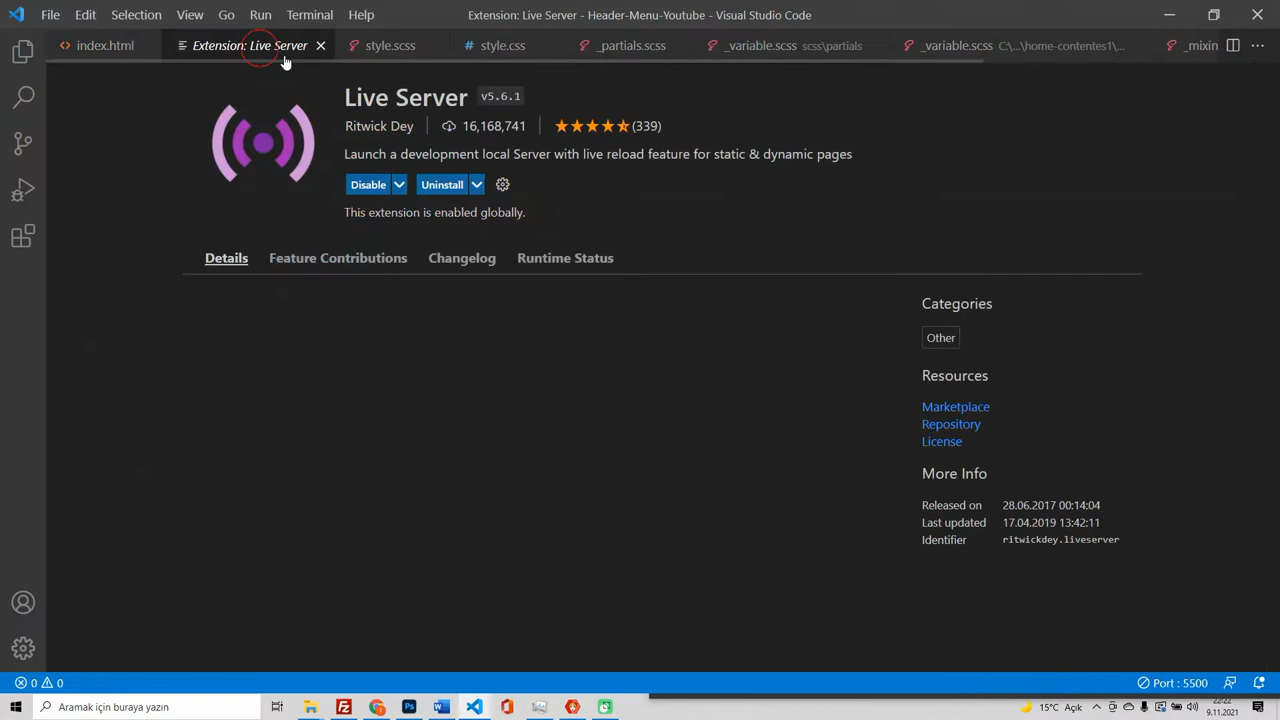 File Edit Selection View Go Run Terminal Help Extension: Live Server - Header-Menu-Youtube - Visual Studio Code
index.html Extension: Live Server style.scss style.css _partials.scss _variable.scss scss\partials _variable.scss C:\...\home-contentes1\... _mixin
Live Server v5.6.1
Ritwick Dey 16,168,741 (339)
Launch a development local Server with live reload feature for static & dynamic pages
Disable Uninstall
This extension is enabled globally.
Details Feature Contributions Changelog Runtime Status
Categories
Other
Resources
Marketplace
Repository
License
More Info
Released on 28.06.2017 00:14:04
Last updated 17.04.2019 13:42:11
Identifier ritwickdey.liveserver
0 0 Port : 5500
Aramak için buraya yazın 15°C Açık 22:22
9.11.2021